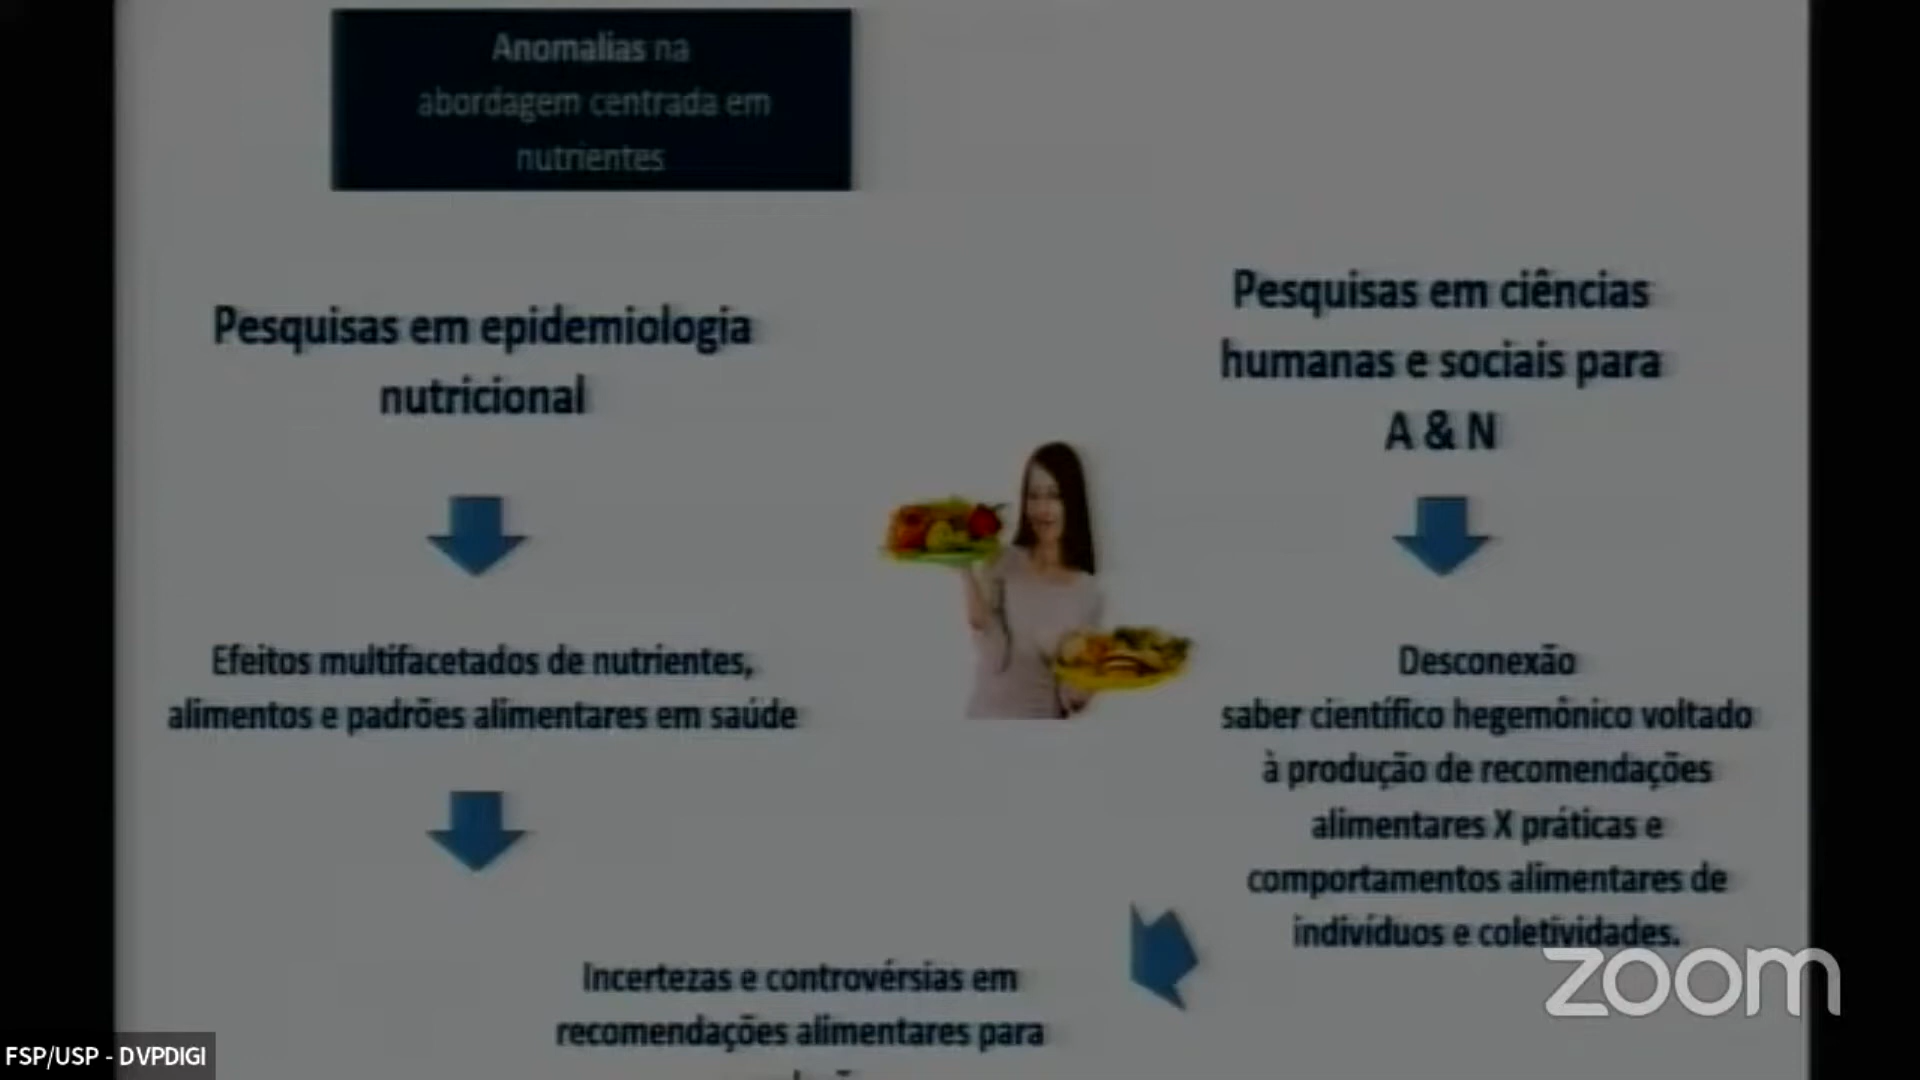 Anomalias na
abordagem centrada em
nutrientes
Pesquisas em epidemiologia
nutricional
Efeitos multifacetados de nutrientes,
alimentos e padrões alimentares em saúde
Pesquisas em ciências
humanas e sociais para
A & N
Desconexão
saber científico hegemônico voltado
à produção de recomendações
alimentares X práticas e
comportamentos alimentares de
indivíduos e coletividades.
Incertezas e controvérsias em
recomendações alimentares para
zoom
FSP/USP - DVPDIGI